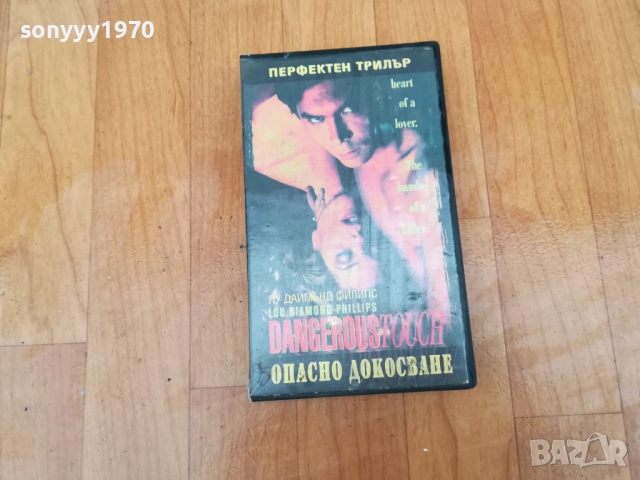 sonyyy1970
ПЕРФЕКТЕН ТРИЛЪР
heart
of a
lover.
The
hands
of a
killer.
ЛУ ДАЙМЪНД ФИЛИПС
LOU DIAMOND PHILLIPS
DANGEROUS TOUCH
ОПАСНО ДОКОСВАНЕ
BAZAR